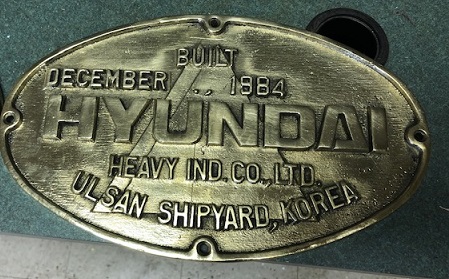 BUILT
DECEMBER .., 1984
HYUNDAI
HEAVY IND. CO., LTD.
ULSAN SHIPYARD, KOREA